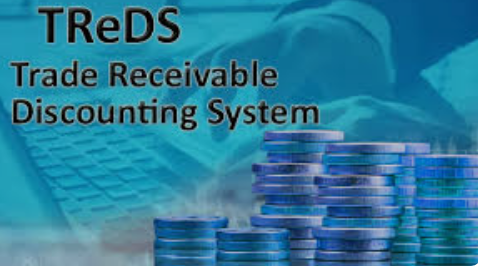 TReDS
Trade Receivable
Discounting System